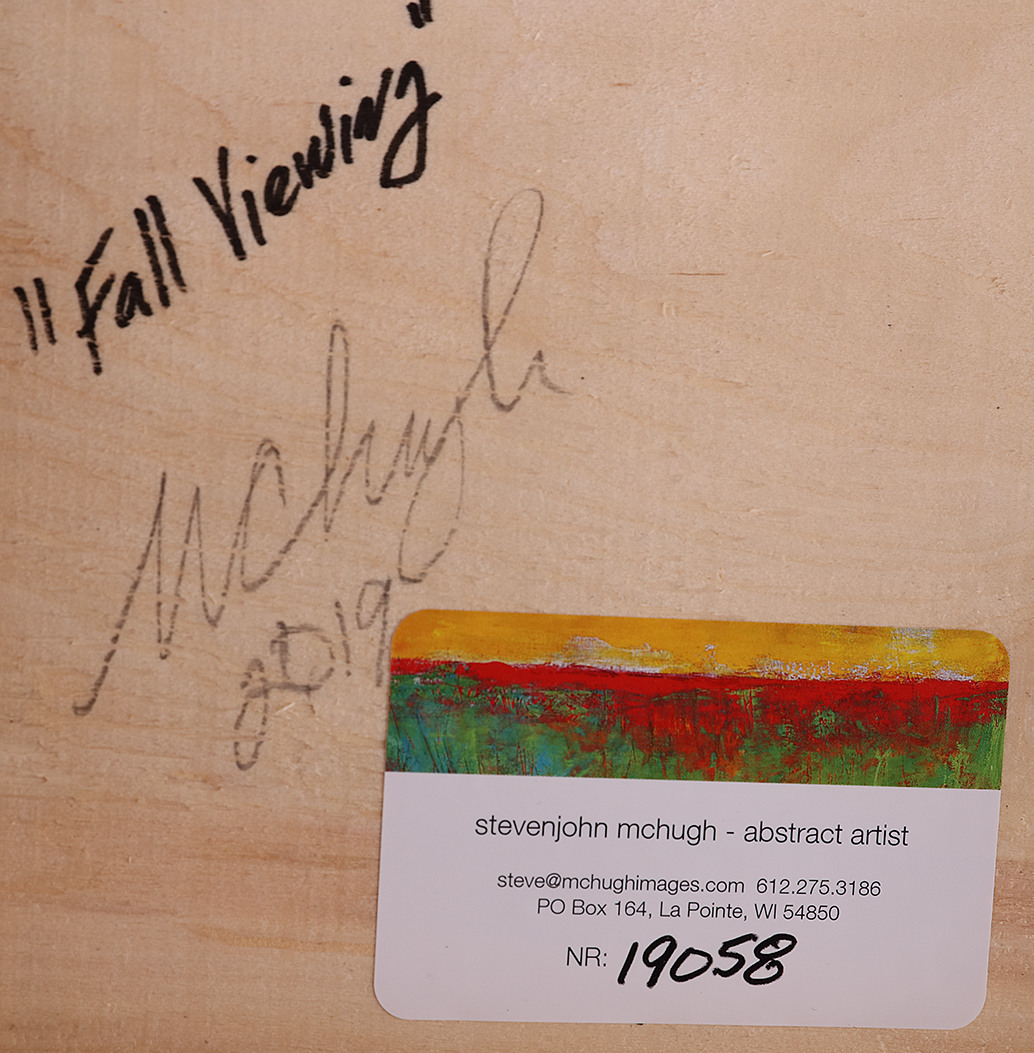 "Fall Viewing"
McHugh
2019
stevenjohn mchugh - abstract artist
steve@mchughimages.com 612.275.3186
PO Box 164, La Pointe, WI 54850
NR: 19058